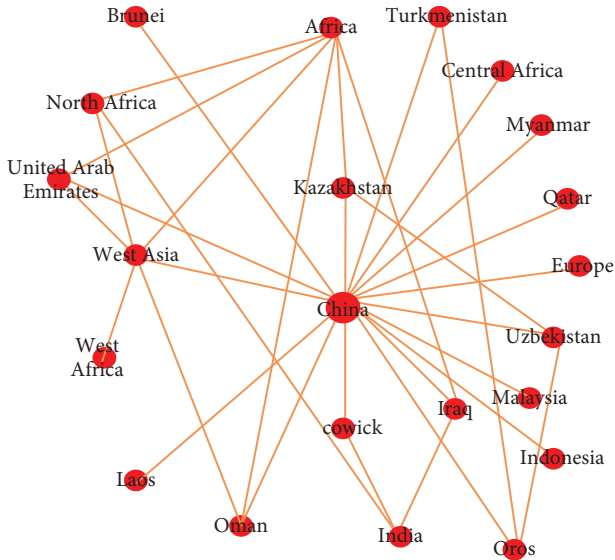 Brunei
Africa
Turkmenistan
Central Africa
North Africa
Myanmar
United Arab
Emirates
Kazakhstan
Qatar
West Asia
Europe
China
Uzbekistan
West
Africa
Malaysia
Iraq
cowick
Indonesia
Laos
Oman
India
Oros